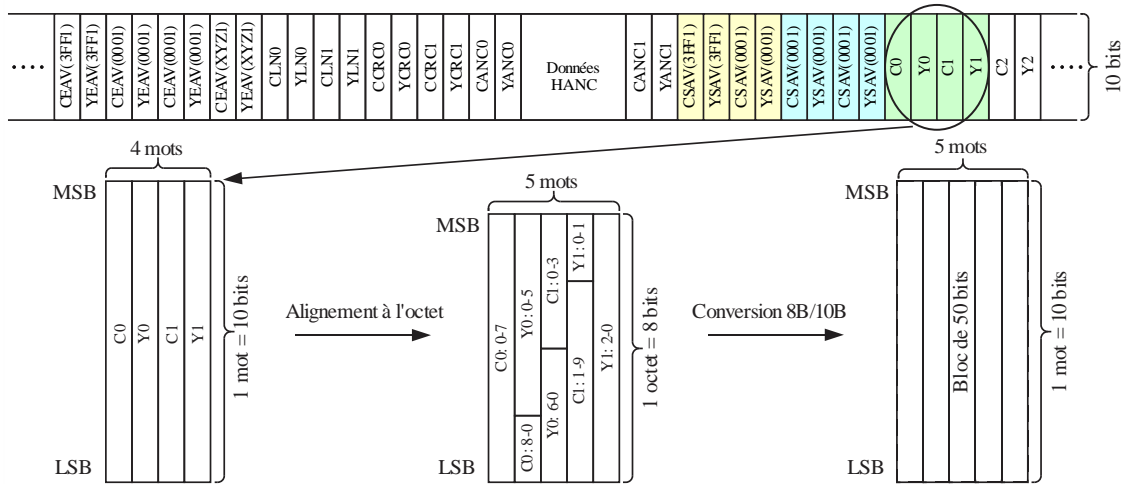 ....
CEAV(3FF1)
YEAV(3FF1)
CEAV(0001)
YEAV(0001)
CEAV(0001)
YEAV(0001)
CEAV(XYZ1)
YEAV(XYZ1)
CLN0
YLN0
CLN1
YLN1
CCRC0
YCRC0
CCRC1
YCRC1
CANC0
YANC0
Données
HANC
CANC1
YANC1
CSAV(3FF1)
YSAV(3FF1)
CSAV(0001)
YSAV(0001)
CSAV(0001)
YSAV(0001)
CSAV(0001)
YSAV(0001)
C0
Y0
C1
Y1
C2
Y2
....
10 bits
4 mots
MSB
C0
Y0
C1
Y1
LSB
1 mot = 10 bits
Alignement à l'octet
5 mots
MSB
C0: 0-7
Y0: 0-5
C0: 8-0
C1: 0-3
Y0: 6-0
Y1: 0-1
C1: 1-9
Y1: 2-0
LSB
1 octet = 8 bits
Conversion 8B/10B
5 mots
MSB
Bloc de 50 bits
LSB
1 mot = 10 bits